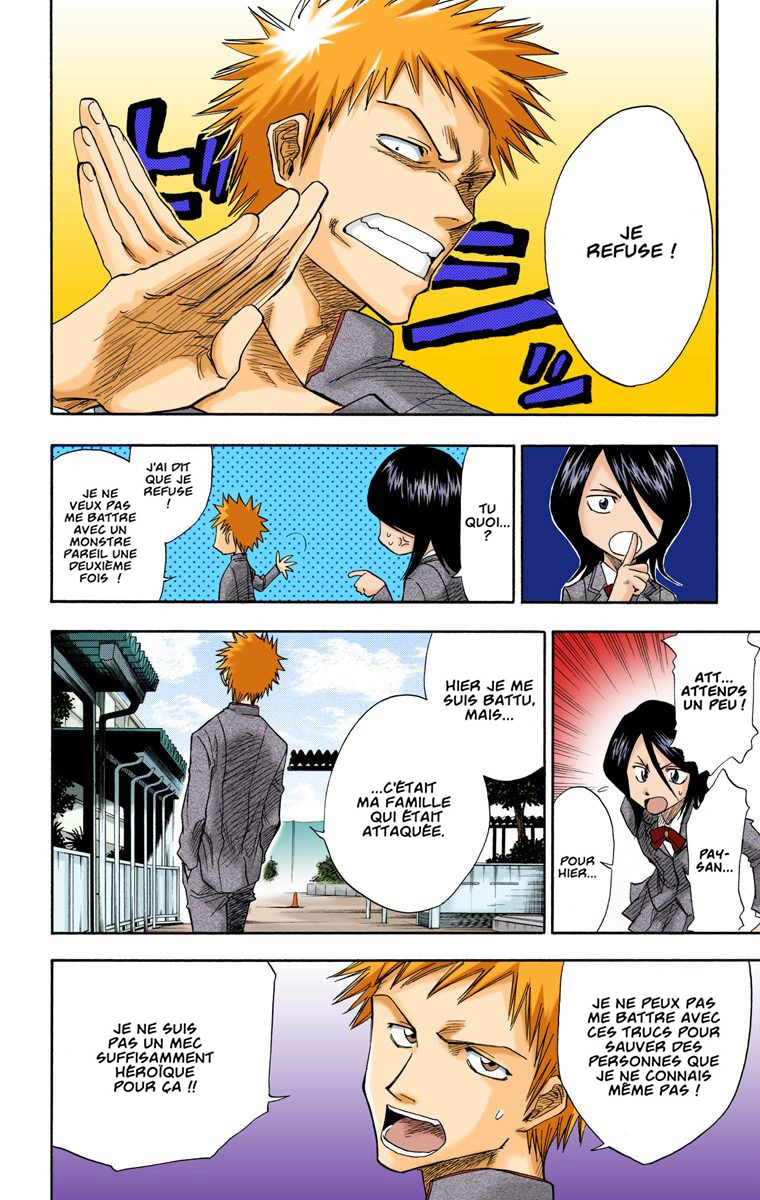 JE
REFUSE !
TU
QUOI...
?
J'AI DIT
QUE JE
REFUSE
!
JE NE
VEUX PAS
ME BATTRE
AVEC UN
MONSTRE
PAREIL UNE
DEUXIÈME
FOIS !
ATT...
ATTENDS
UN PEU !
PAY-
SAN...
POUR
HIER...
HIER JE ME
SUIS BATTU,
MAIS...
...C'ÉTAIT
MA FAMILLE
QUI ÉTAIT
ATTAQUÉE.
JE NE PEUX PAS
ME BATTRE AVEC
CES TRUCS POUR
SAUVER DES
PERSONNES QUE
JE NE CONNAIS
MÊME PAS !
JE NE SUIS
PAS UN MEC
SUFFISAMMENT
HÉROÏQUE
POUR ÇA !!